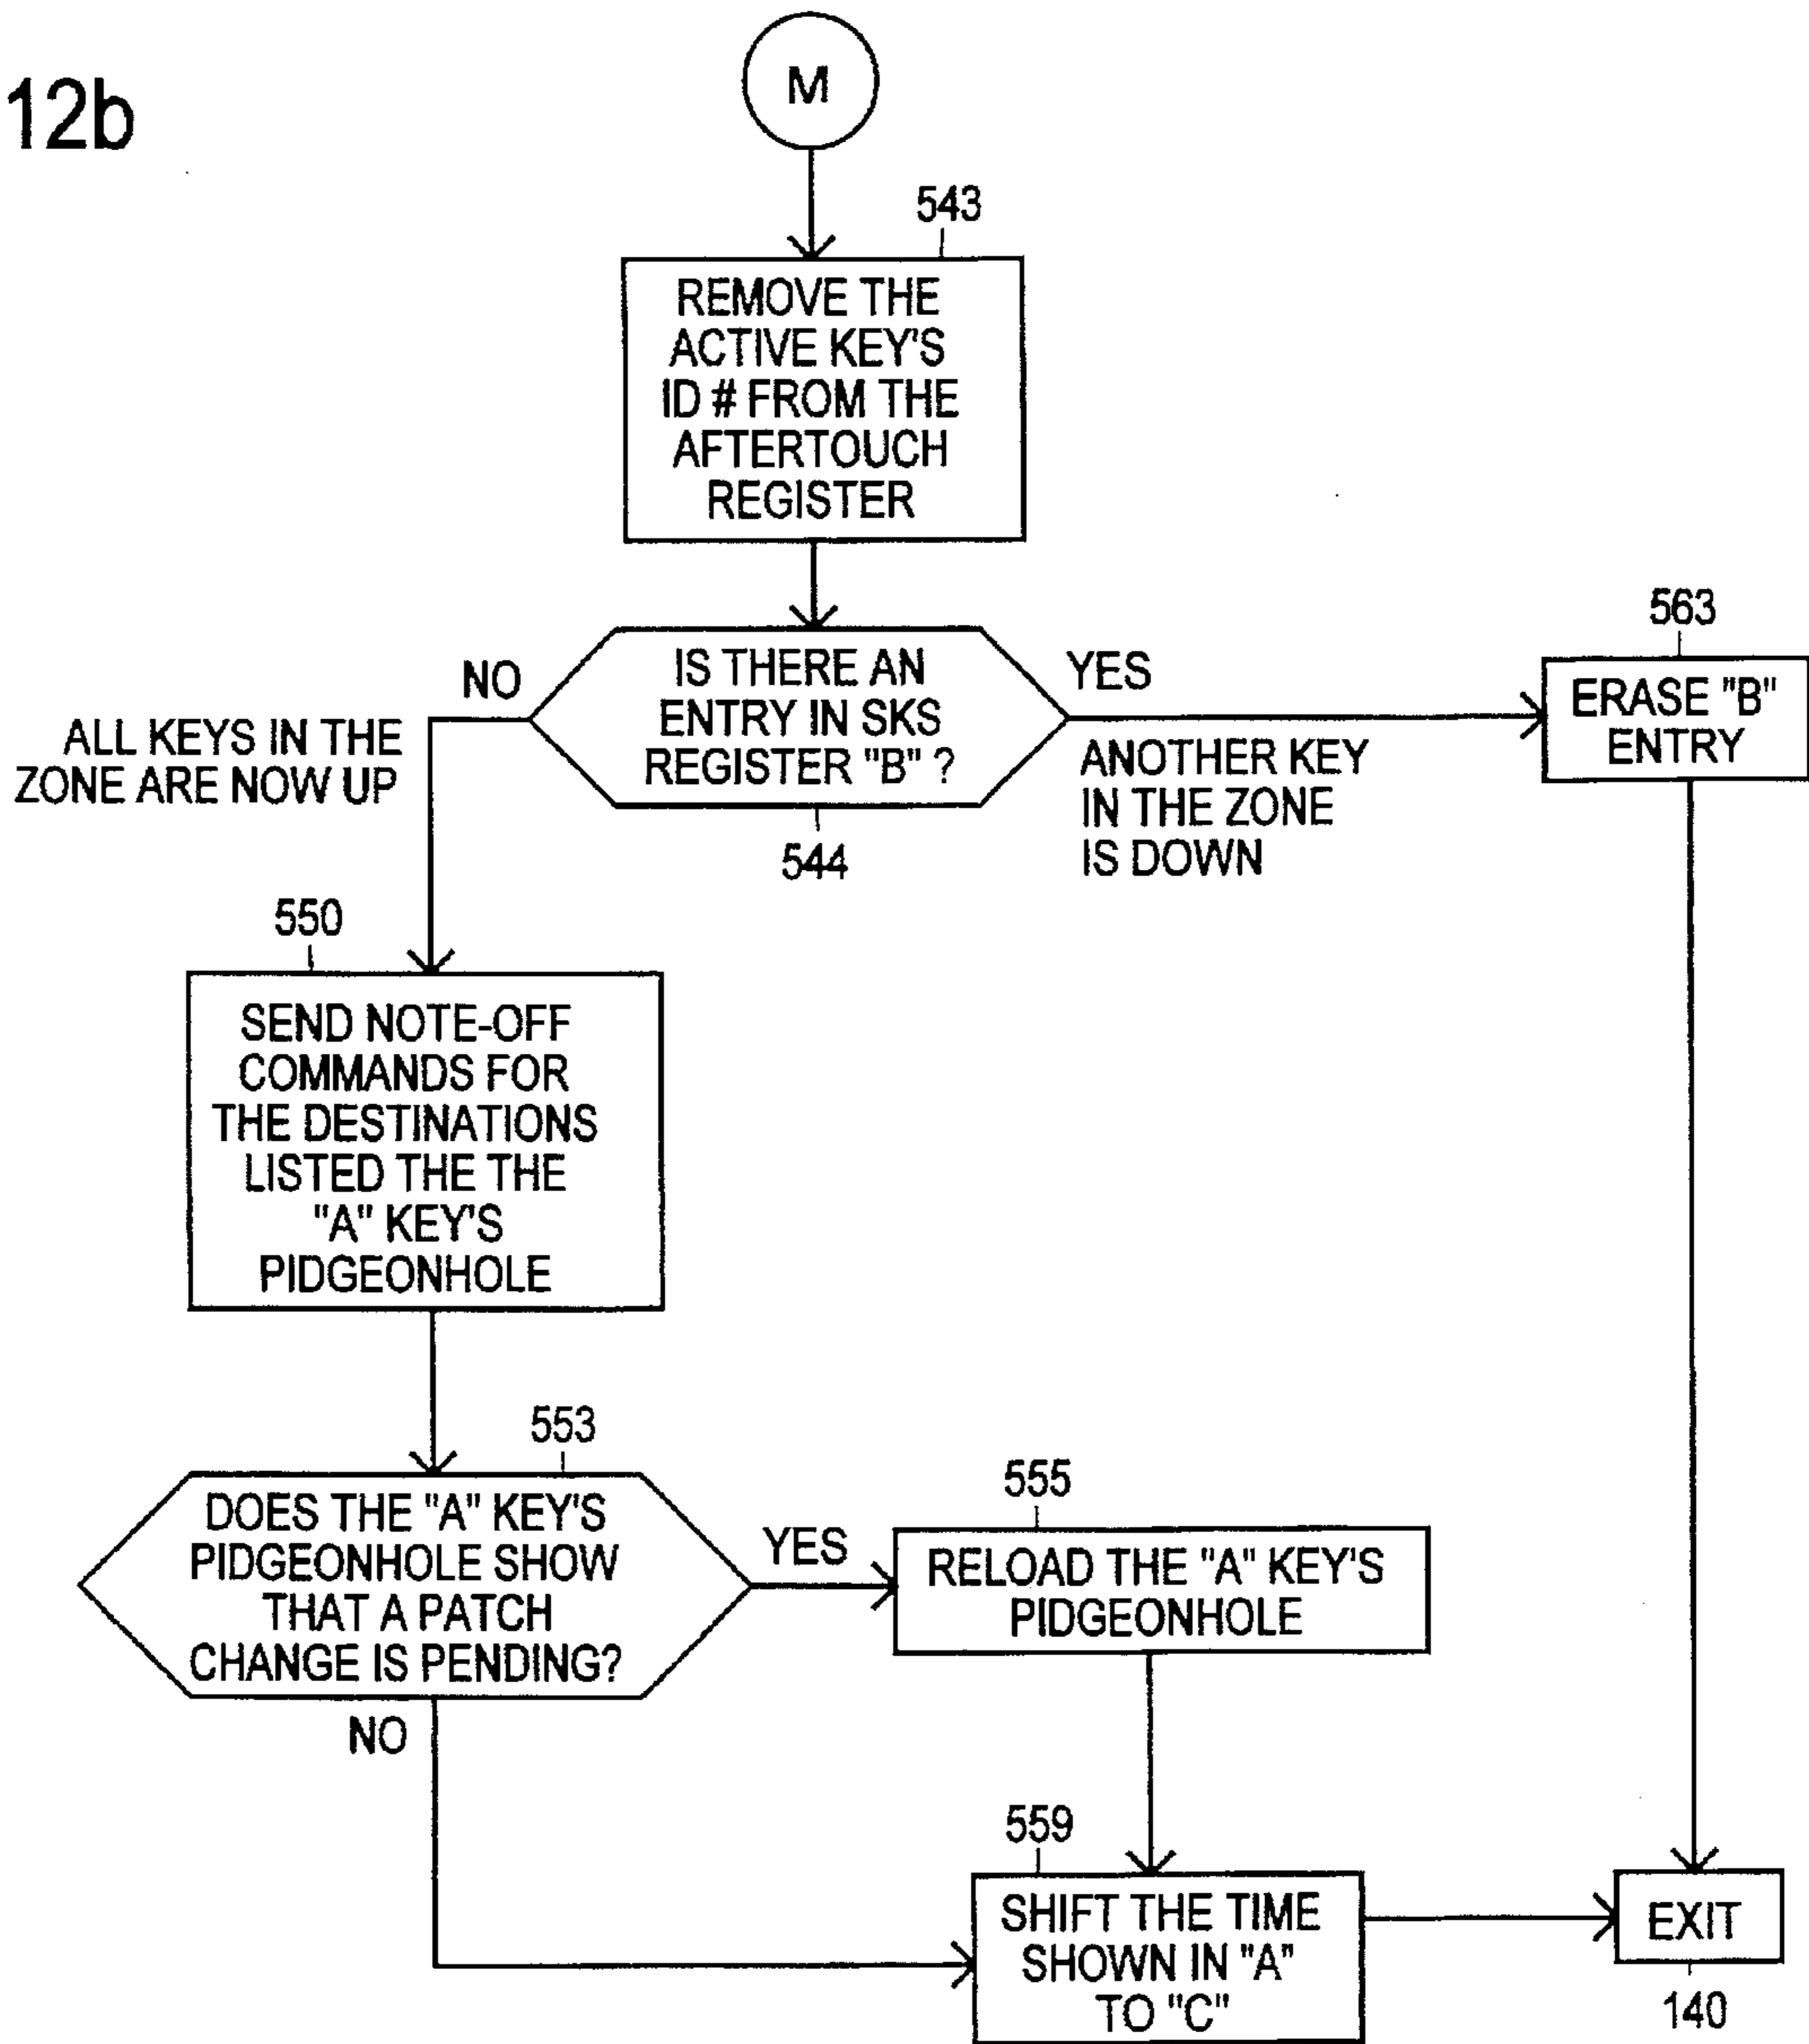 12b
M
543
REMOVE THE
ACTIVE KEY'S
ID # FROM THE
AFTERTOUCH
REGISTER
NO
IS THERE AN
ENTRY IN SKS
REGISTER "B" ?
YES
544
ALL KEYS IN THE
ZONE ARE NOW UP
ANOTHER KEY
IN THE ZONE
IS DOWN
563
ERASE "B"
ENTRY
550
SEND NOTE-OFF
COMMANDS FOR
THE DESTINATIONS
LISTED THE THE
"A" KEY'S
PIDGEONHOLE
553
DOES THE "A" KEY'S
PIDGEONHOLE SHOW
THAT A PATCH
CHANGE IS PENDING?
YES
NO
555
RELOAD THE "A" KEY'S
PIDGEONHOLE
559
SHIFT THE TIME
SHOWN IN "A"
TO "C"
EXIT
140